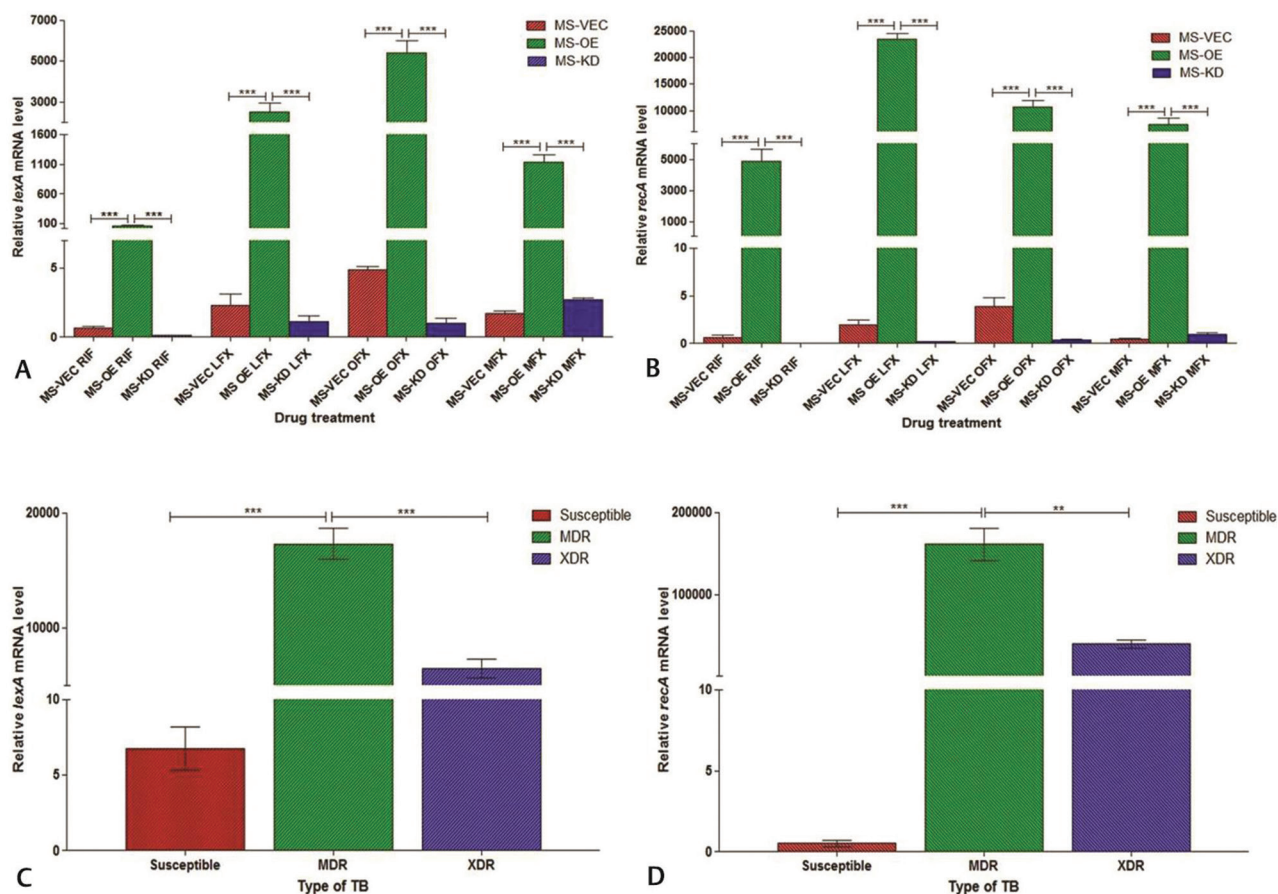 7000
5000
3000
1600
1100
600
100
5
0
Relative lexA mRNA level
MS-VEC
MS-OE
MS-KD
*** ***
*** ***
*** ***
*** ***
MS-VEC RIF
MS-OE RIF
MS-KD RIF
MS-VEC LFX
MS OE LFX
MS-KD LFX
MS-VEC OFX
MS-OE OFX
MS-KD OFX
MS-VEC MFX
MS-OE MFX
MS-KD MFX
Drug treatment
A
25000
20000
15000
10000
5000
3000
1000
10
5
0
Relative recA mRNA level
MS-VEC
MS-OE
MS-KD
*** ***
*** ***
*** ***
*** ***
MS-VEC RIF
MS-OE RIF
MS-KD RIF
MS-VEC LFX
MS OE LFX
MS-KD LFX
MS-VEC OFX
MS-OE OFX
MS-KD OFX
MS-VEC MFX
MS-OE MFX
MS-KD MFX
Drug treatment
B
20000
10000
10
5
0
Relative lexA mRNA level
*** ***
Susceptible
MDR
XDR
Susceptible MDR XDR
Type of TB
C
200000
100000
10
5
0
Relative recA mRNA level
*** **
Susceptible
MDR
XDR
Susceptible MDR XDR
Type of TB
D